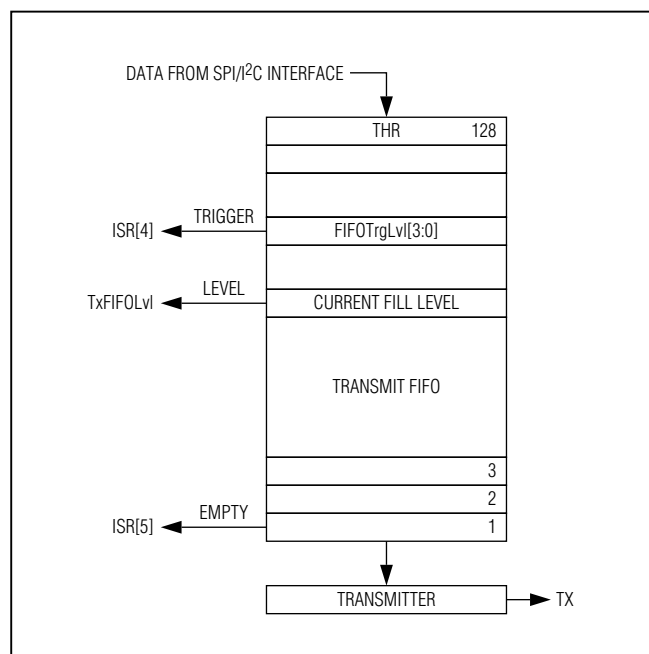 DATA FROM SPI/I²C INTERFACE
THR 128
TRIGGER
ISR[4]
FIFOTrgLvl[3:0]
LEVEL
TxFIFOLvl
CURRENT FILL LEVEL
TRANSMIT FIFO
3
2
EMPTY
ISR[5]
1
TRANSMITTER
TX